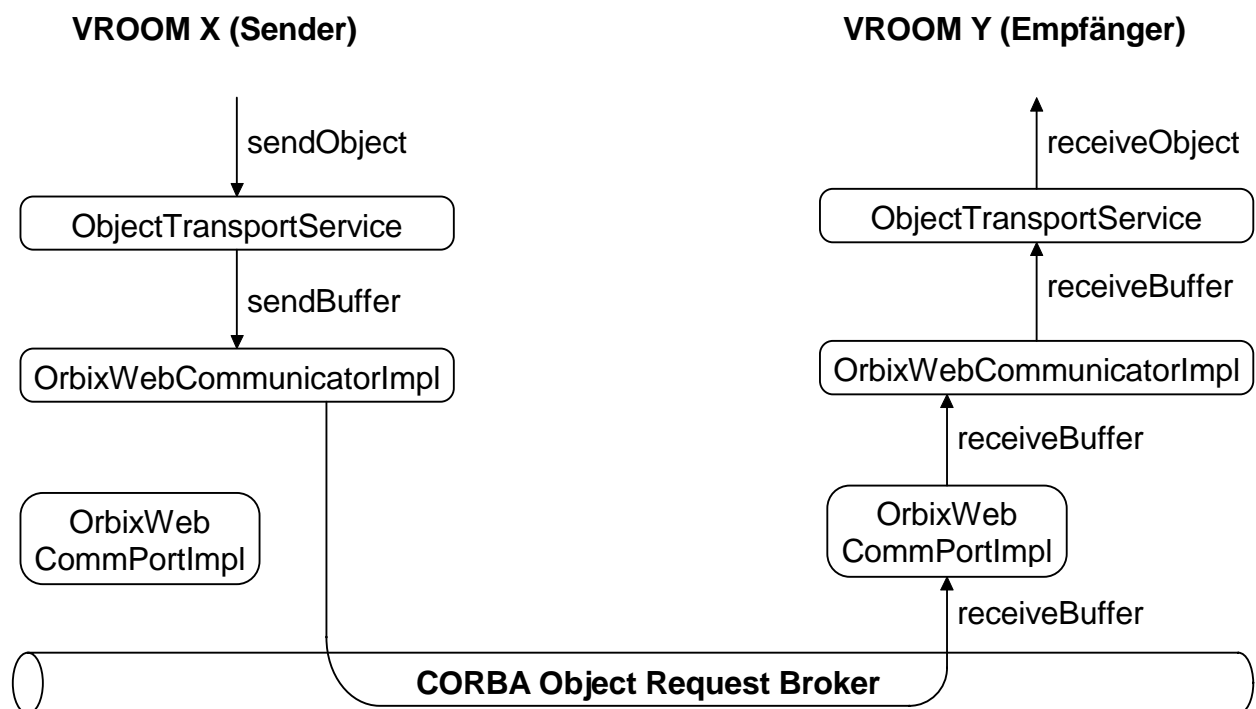 VROOM X (Sender)
VROOM Y (Empfänger)
sendObject
receiveObject
ObjectTransportService
ObjectTransportService
sendBuffer
receiveBuffer
OrbixWebCommunicatorImpl
OrbixWebCommunicatorImpl
receiveBuffer
OrbixWeb
CommPortImpl
OrbixWeb
CommPortImpl
receiveBuffer
CORBA Object Request Broker